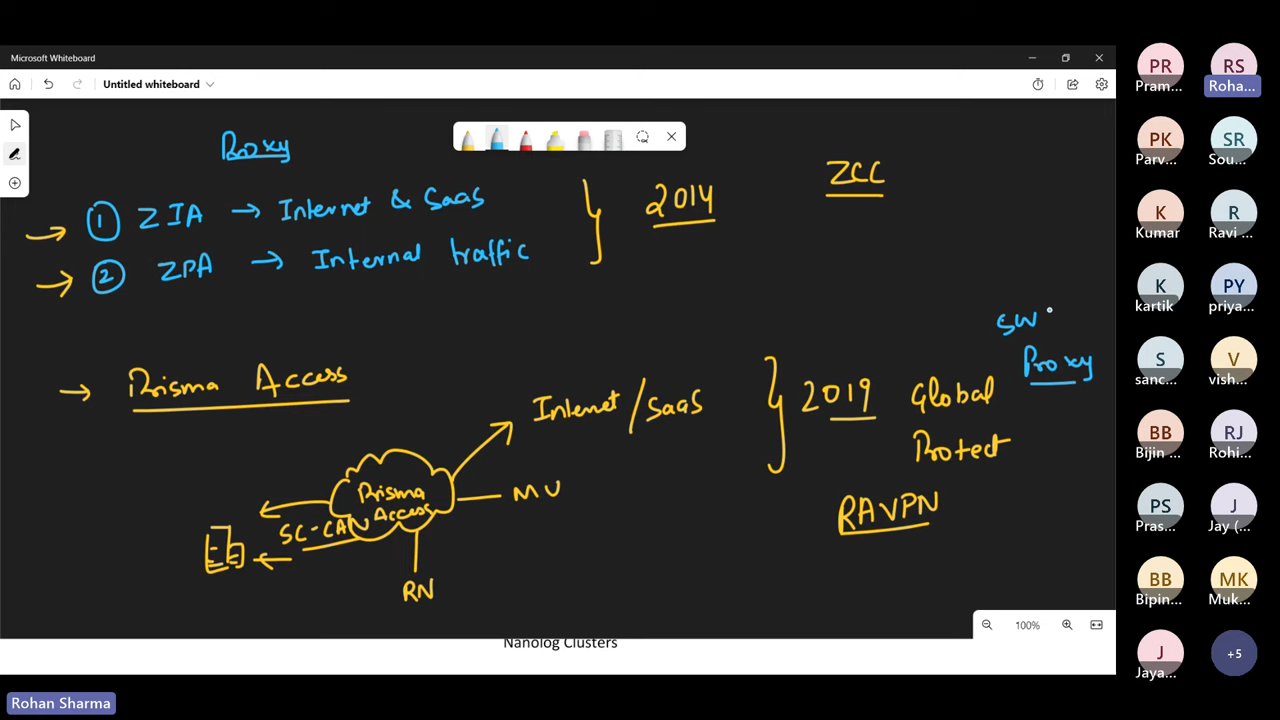 Microsoft Whiteboard
Untitled whiteboard
Proxy
1 ZIA → Internet & SaaS
2 ZPA → Internal traffic
2014
ZCC
→ Prisma Access
SW
Proxy
Internet/SaaS
2019 Global
Protect
Prisma
Access
MU
SC-CAN
RAVPN
RN
100%
Nanolog Clusters
Rohan Sharma
PR
Pram...
RS
Roha...
PK
Parv...
SR
Sou...
K
Kumar
R
Ravi ...
K
kartik
PY
priya...
S
sanc...
V
vish...
BB
Bijin ...
RJ
Rohi...
PS
Pras...
J
Jay (...
BB
Bipin...
MK
Muk...
J
Jaya...
+5